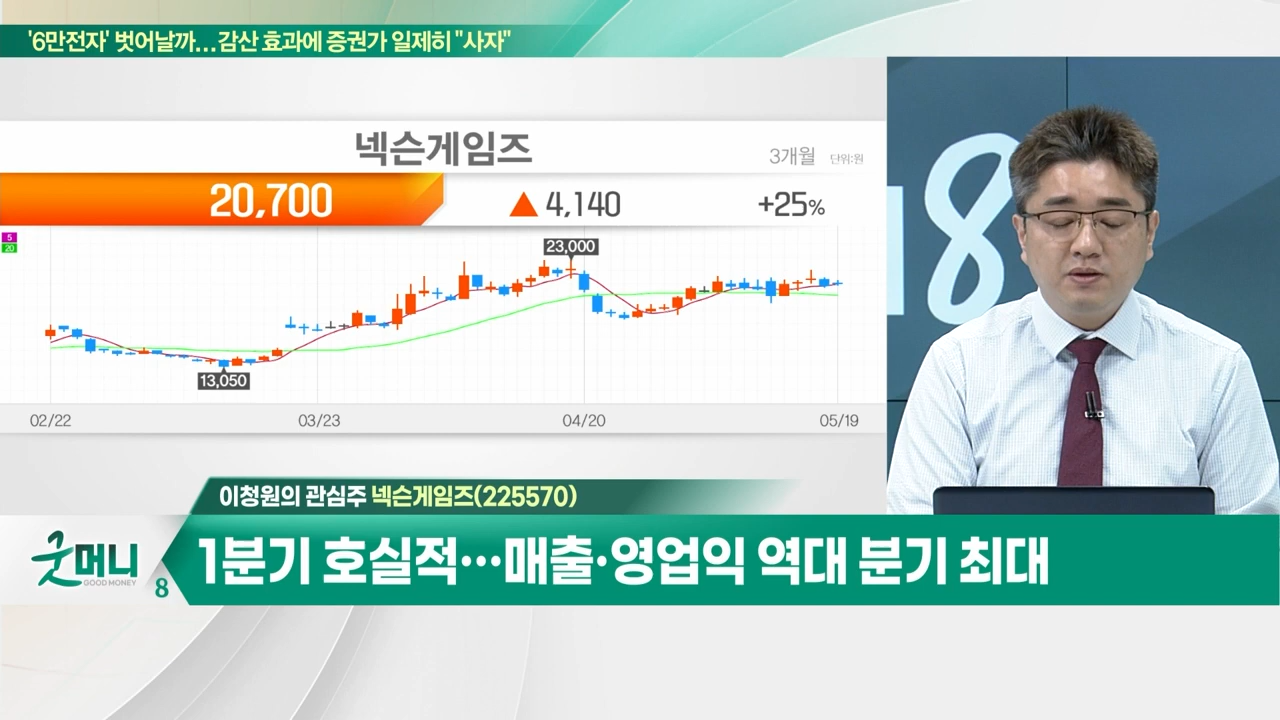 '6만전자' 벗어날까...감산 효과에 증권가 일제히 "사자"
넥슨게임즈
3개월 단위:원
20,700 ▲ 4,140 +25%
5
20
23,000
13,050
02/22 03/23 04/20 05/19
8
이청원의 관심주 넥슨게임즈(225570)
1분기 호실적…매출·영업익 역대 분기 최대
굿머니
GOOD MONEY
8